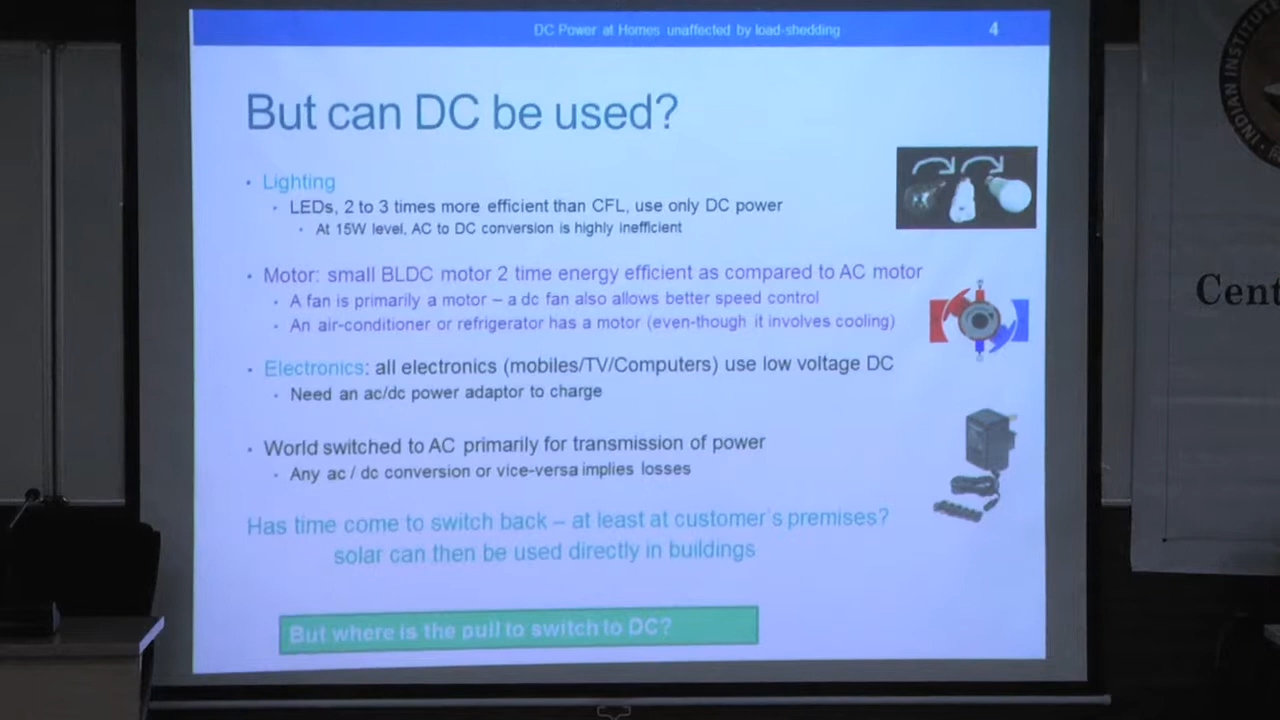 DC Power at Homes unaffected by load-shedding 4
But can DC be used?
• Lighting
• LEDs, 2 to 3 times more efficient than CFL, use only DC power
• At 15W level, AC to DC conversion is highly inefficient
• Motor: small BLDC motor 2 time energy efficient as compared to AC motor
• A fan is primarily a motor – a dc fan also allows better speed control
• An air-conditioner or refrigerator has a motor (even-though it involves cooling)
• Electronics: all electronics (mobiles/TV/Computers) use low voltage DC
• Need an ac/dc power adaptor to charge
• World switched to AC primarily for transmission of power
• Any ac / dc conversion or vice-versa implies losses
Has time come to switch back – at least at customer's premises?
solar can then be used directly in buildings
But where is the pull to switch to DC?
INDIAN INSTITU
Cent